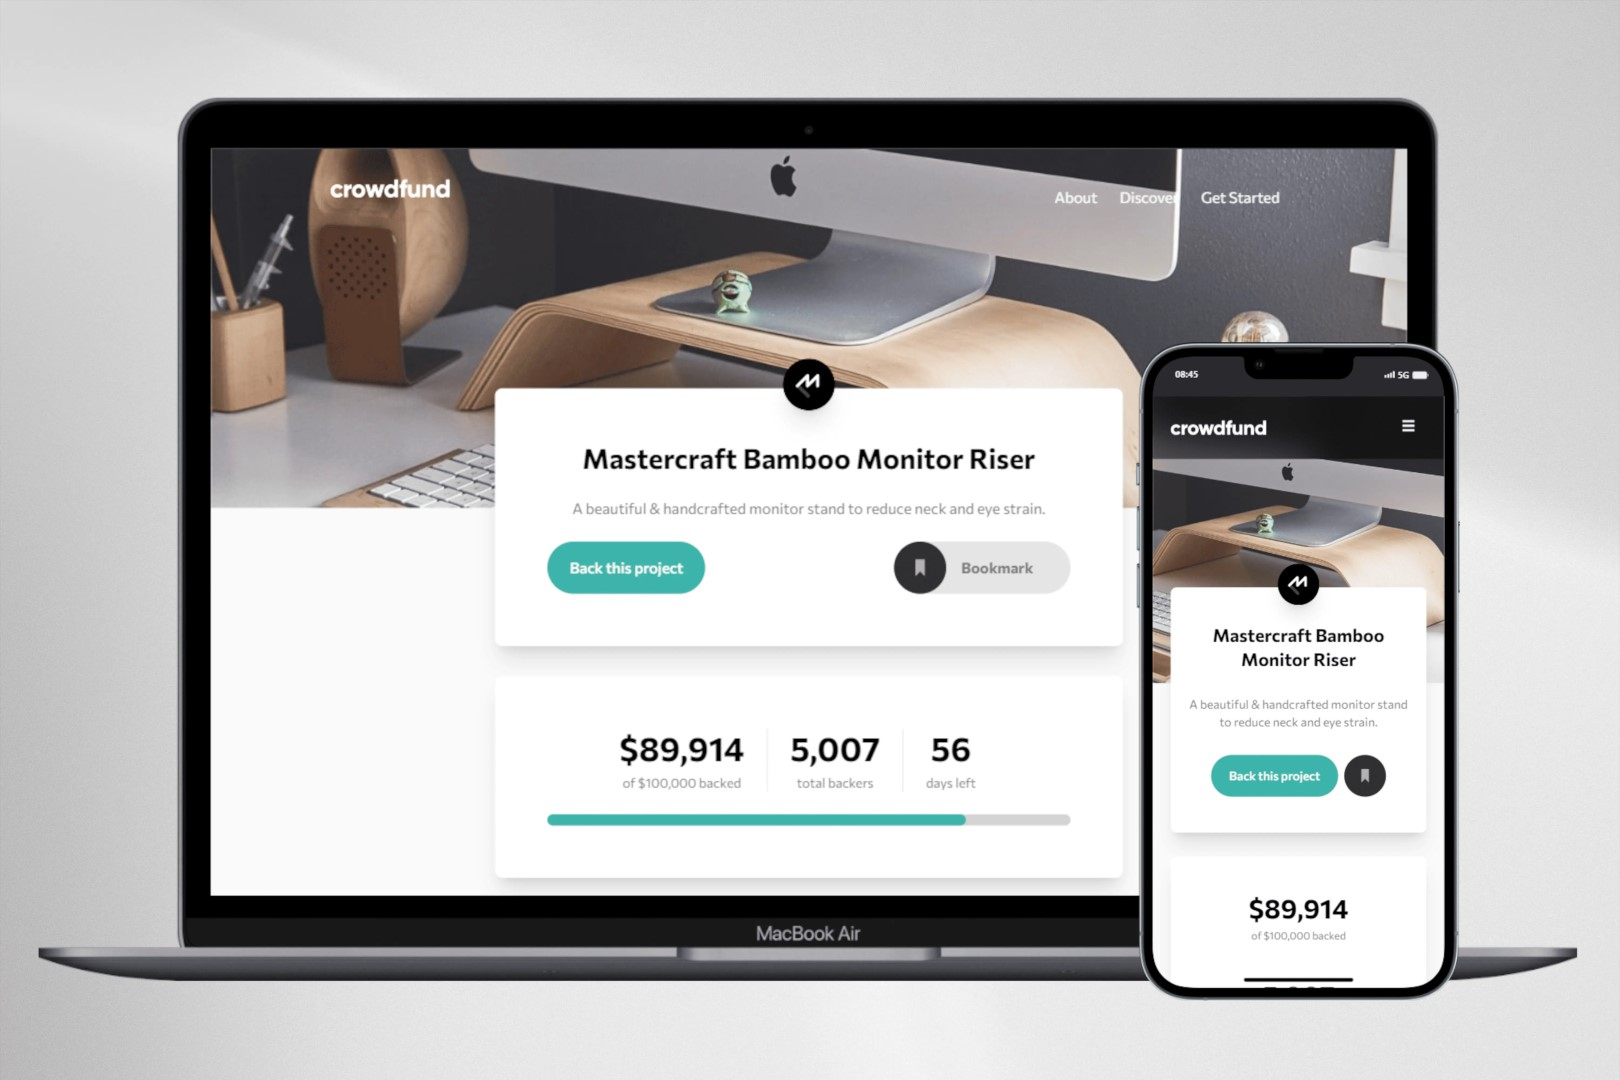 crowdfund
About Discover Get Started
Mastercraft Bamboo Monitor Riser
A beautiful & handcrafted monitor stand to reduce neck and eye strain.
Back this project
Bookmark
$89,914
of $100,000 backed
5,007
total backers
56
days left
MacBook Air
08:45
5G
crowdfund
Mastercraft Bamboo
Monitor Riser
A beautiful & handcrafted monitor stand
to reduce neck and eye strain.
Back this project
$89,914
of $100,000 backed